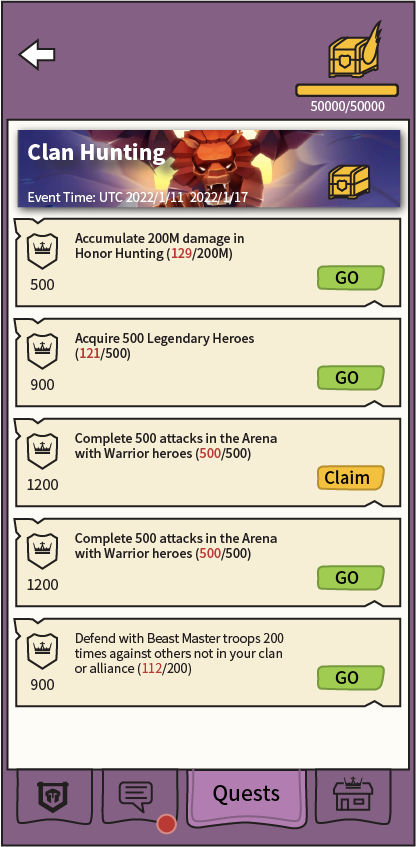 50000/50000
Clan Hunting
Event Time: UTC 2022/1/11 2022/1/17
Accumulate 200M damage in
Honor Hunting (129/200M)
500
GO
Acquire 500 Legendary Heroes
(121/500)
900
GO
Complete 500 attacks in the Arena
with Warrior heroes (500/500)
1200
Claim
Complete 500 attacks in the Arena
with Warrior heroes (500/500)
1200
GO
Defend with Beast Master troops 200
times against others not in your clan
or alliance (112/200)
900
GO
Quests